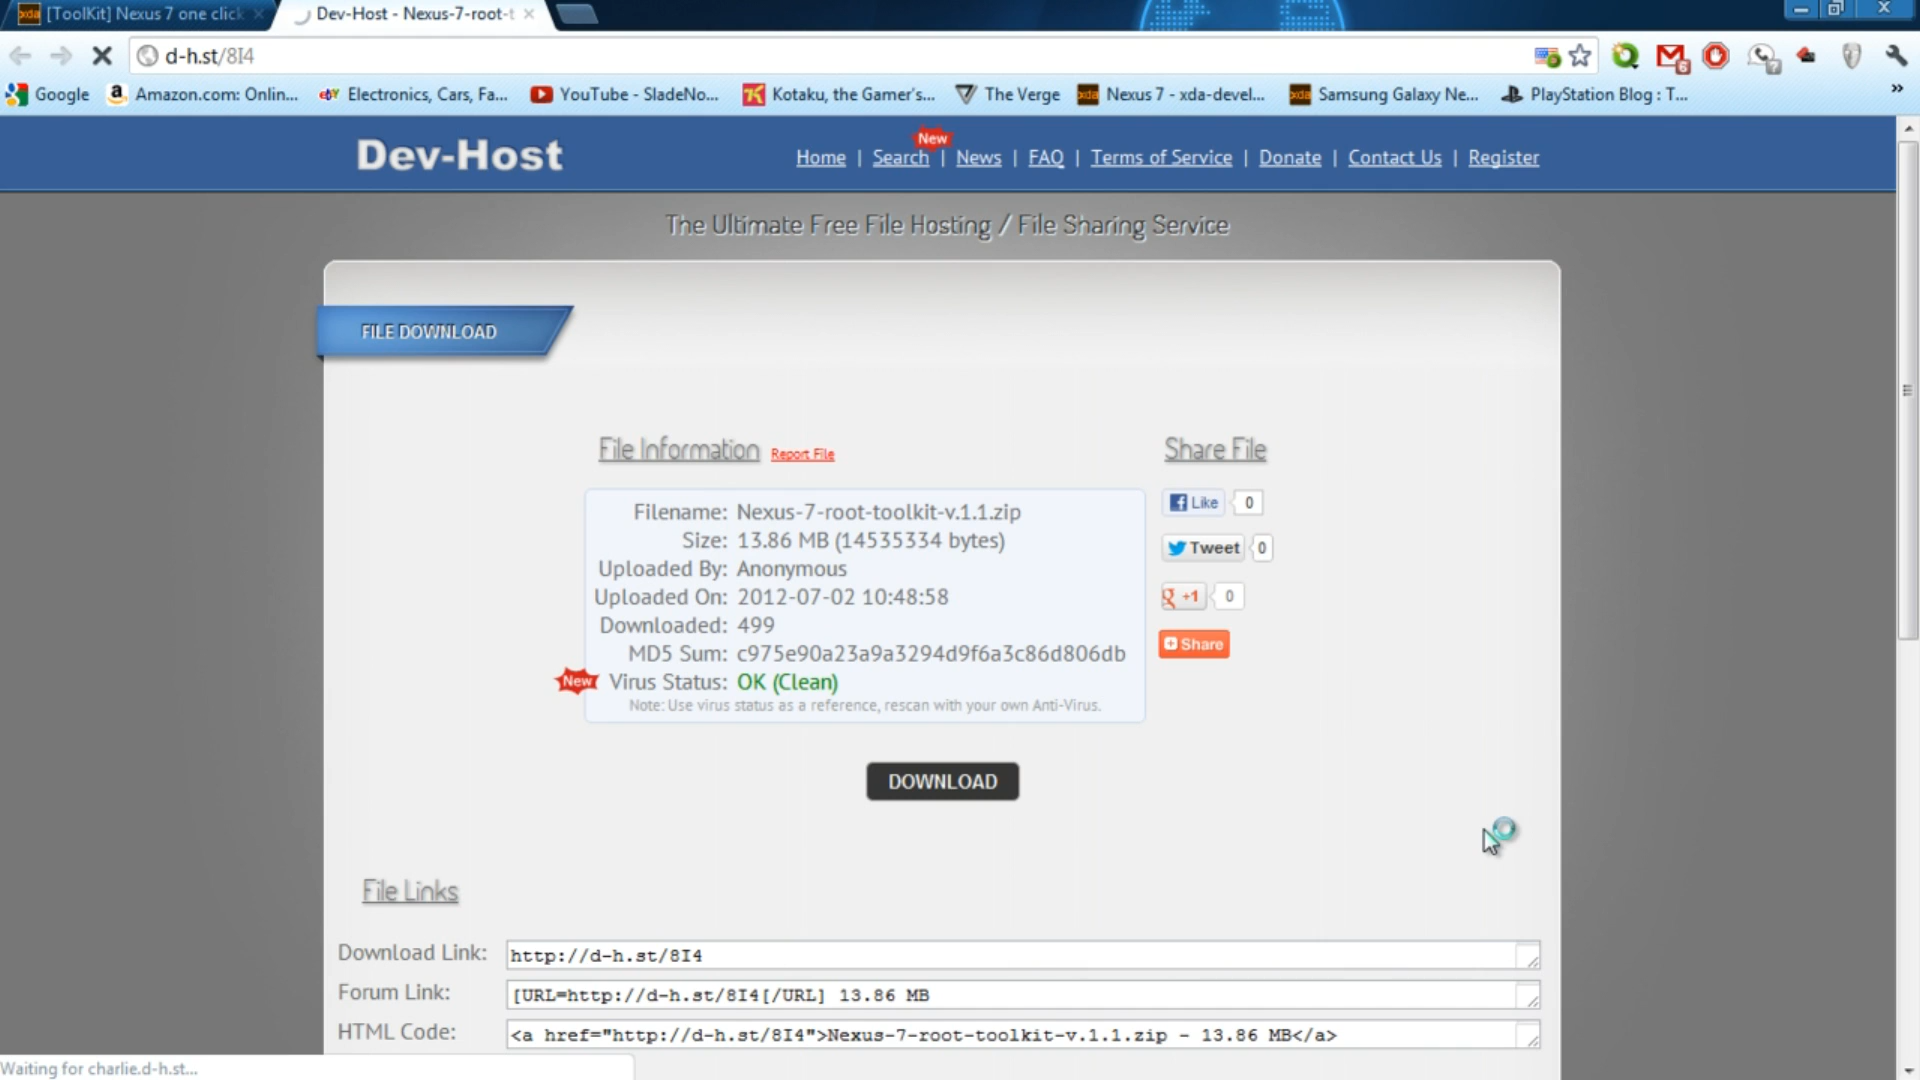 [ToolKit] Nexus 7 one click
Dev-Host - Nexus-7-root-t
d-h.st/8I4
6
?
Google
Amazon.com: Onlin...
Electronics, Cars, Fa...
YouTube - SladeNo...
Kotaku, the Gamer's...
The Verge
Nexus 7 - xda-devel...
Samsung Galaxy Ne...
PlayStation Blog : T...
»
Dev-Host
New
Home | Search | News | FAQ | Terms of Service | Donate | Contact Us | Register
The Ultimate Free File Hosting / File Sharing Service
FILE DOWNLOAD
File Information Report File
Filename: Nexus-7-root-toolkit-v.1.1.zip
Size: 13.86 MB (14535334 bytes)
Uploaded By: Anonymous
Uploaded On: 2012-07-02 10:48:58
Downloaded: 499
MD5 Sum: c975e90a23a9a3294d9f6a3c86d806db
New Virus Status: OK (Clean)
Note: Use virus status as a reference, rescan with your own Anti-Virus.
Share File
Like 0
Tweet 0
g +1 0
Share
DOWNLOAD
File Links
Download Link: http://d-h.st/8I4
Forum Link: [URL=http://d-h.st/8I4[/URL] 13.86 MB
HTML Code: <a href="http://d-h.st/8I4">Nexus-7-root-toolkit-v.1.1.zip - 13.86 MB</a>
Waiting for charlie.d-h.st...